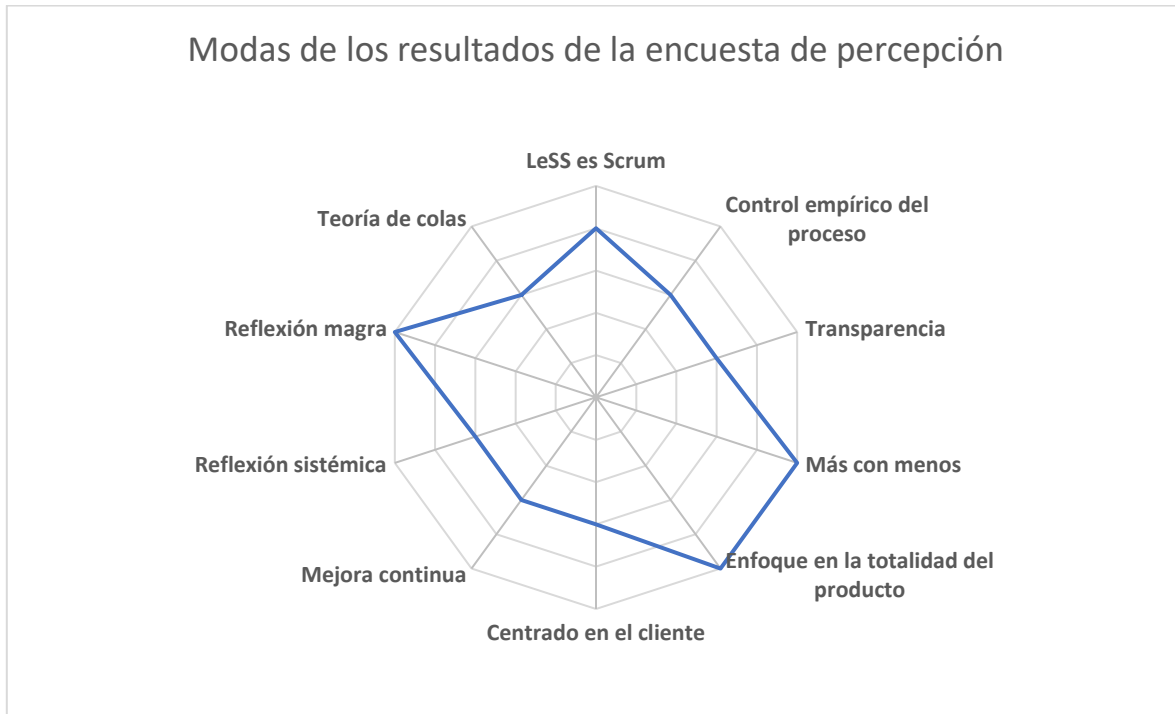 Modas de los resultados de la encuesta de percepción
LeSS es Scrum
Control empírico del
proceso
Transparencia
Más con menos
Enfoque en la totalidad del
producto
Centrado en el cliente
Mejora continua
Reflexión sistémica
Reflexión magra
Teoría de colas